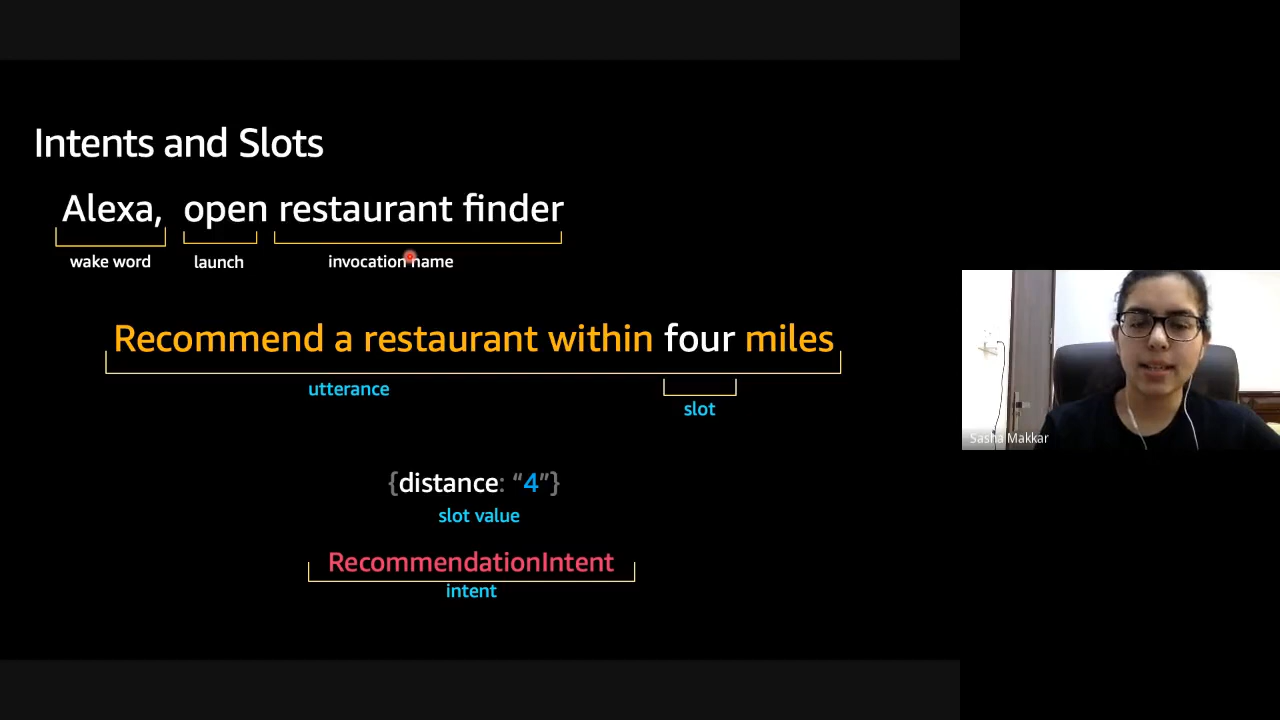 Intents and Slots
Alexa, open restaurant finder
wake word launch invocation name
Recommend a restaurant within four miles
utterance
slot
{distance: “4”}
slot value
RecommendationIntent
intent
Sasha Makkar